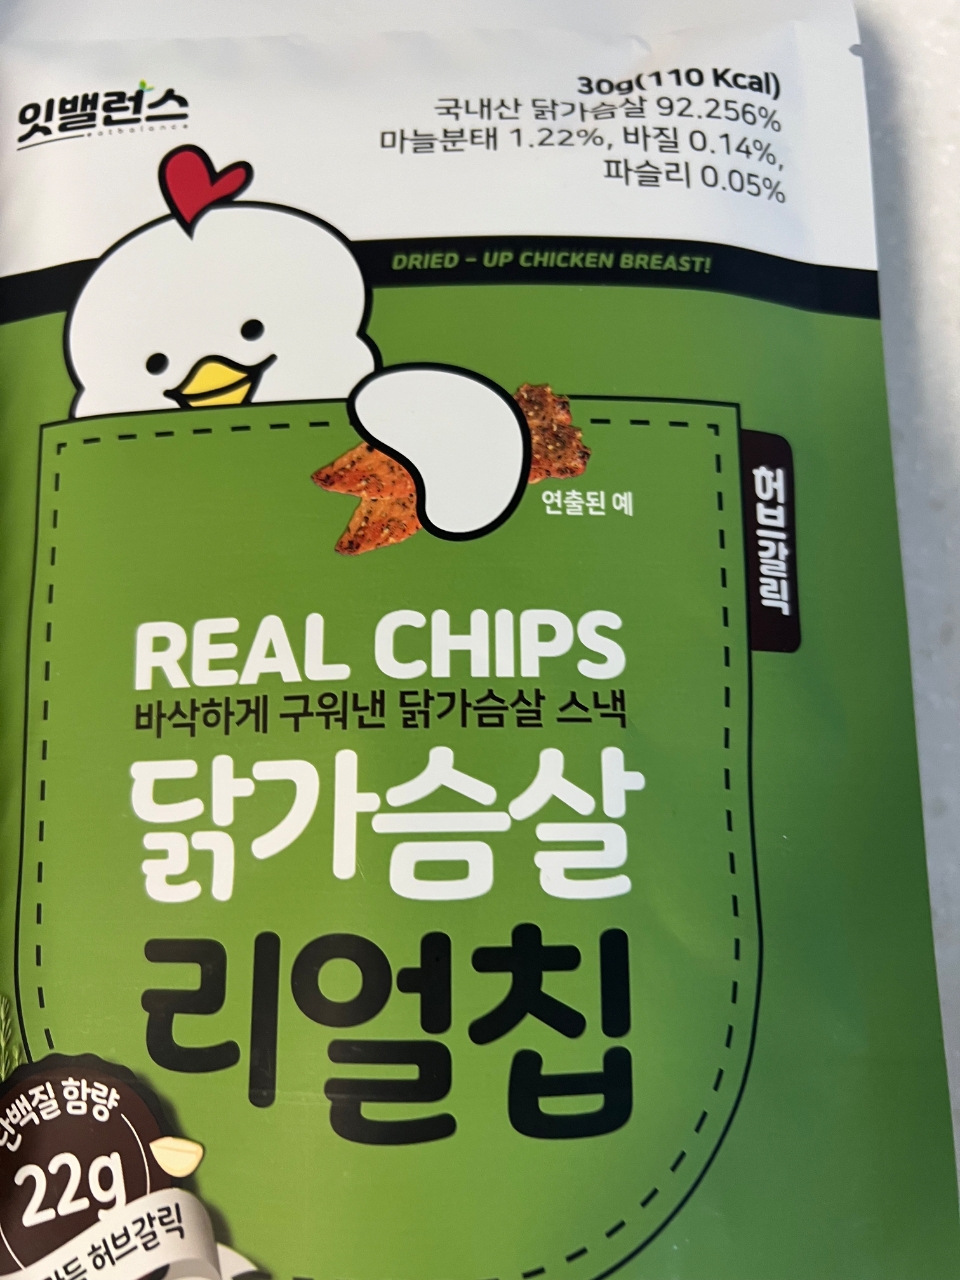 잇밸런스
eatbalance
30g(110 Kcal)
국내산 닭가슴살 92.256%
마늘분태 1.22%, 바질 0.14%,
파슬리 0.05%
DRIED - UP CHICKEN BREAST!
연출된 예
허브갈릭
REAL CHIPS
바삭하게 구워낸 닭가슴살 스낵
닭가슴살
리얼칩
단백질 함량
22g
허브갈릭